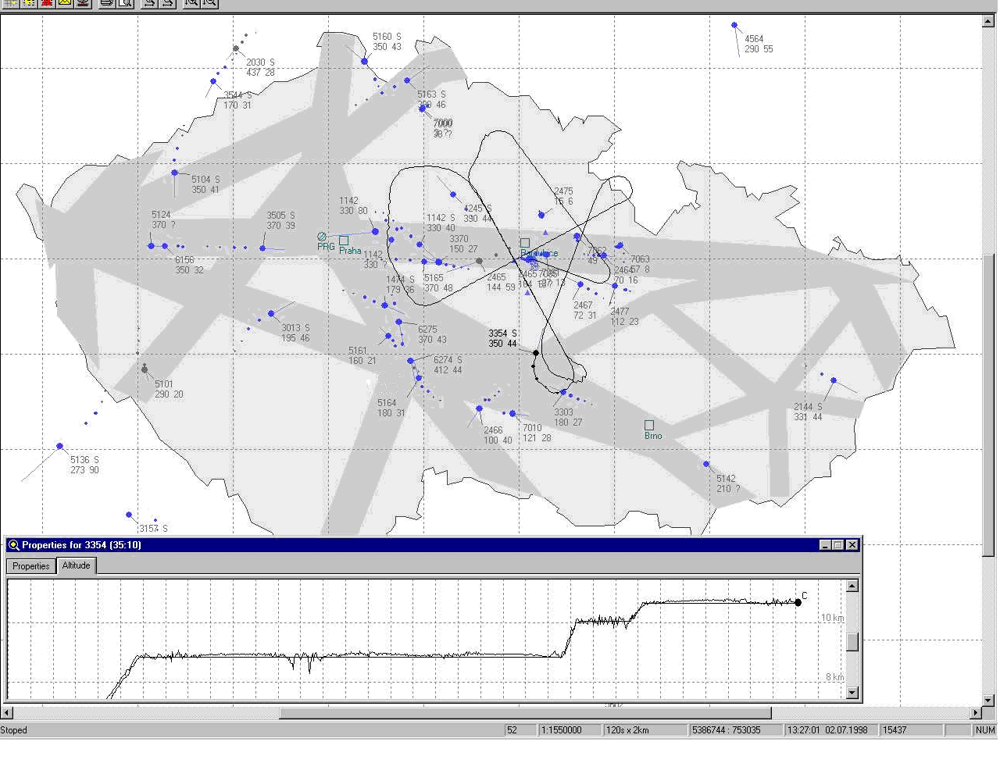 5160 S
350 43
4564
290 55
2030 S
437 28
3544 S
170 31
5163 S
390 46
7000
38 ?
5104 S
350 41
2475
15 6
1142
330 80
4245 S
390 44
5124
370 ?
3505 S
370 39
1142 S
330 40
3370
150 27
PRG
Praha
Pardubice
7062
49
7063
57 8
6156
350 32
1142
330 ?
2464
70 16
1474 S
179 36
5165
370 48
2465
144 59
2465
2467
72 31
2477
112 23
3013 S
195 46
6275
370 43
3354 S
350 44
5161
160 21
6274 S
412 44
5101
290 20
5164
180 31
3303
180 27
2144 S
331 44
2466
100 40
7010
121 28
Brno
5136 S
273 90
5142
210 ?
3157 S
Properties for 3354 (35:10)
Properties
Altitude
C
10 km
8 km
Stoped
52
1:1550000
120s x 2km
5386744 : 753035
13:27:01 02.07.1998
15437
NUM